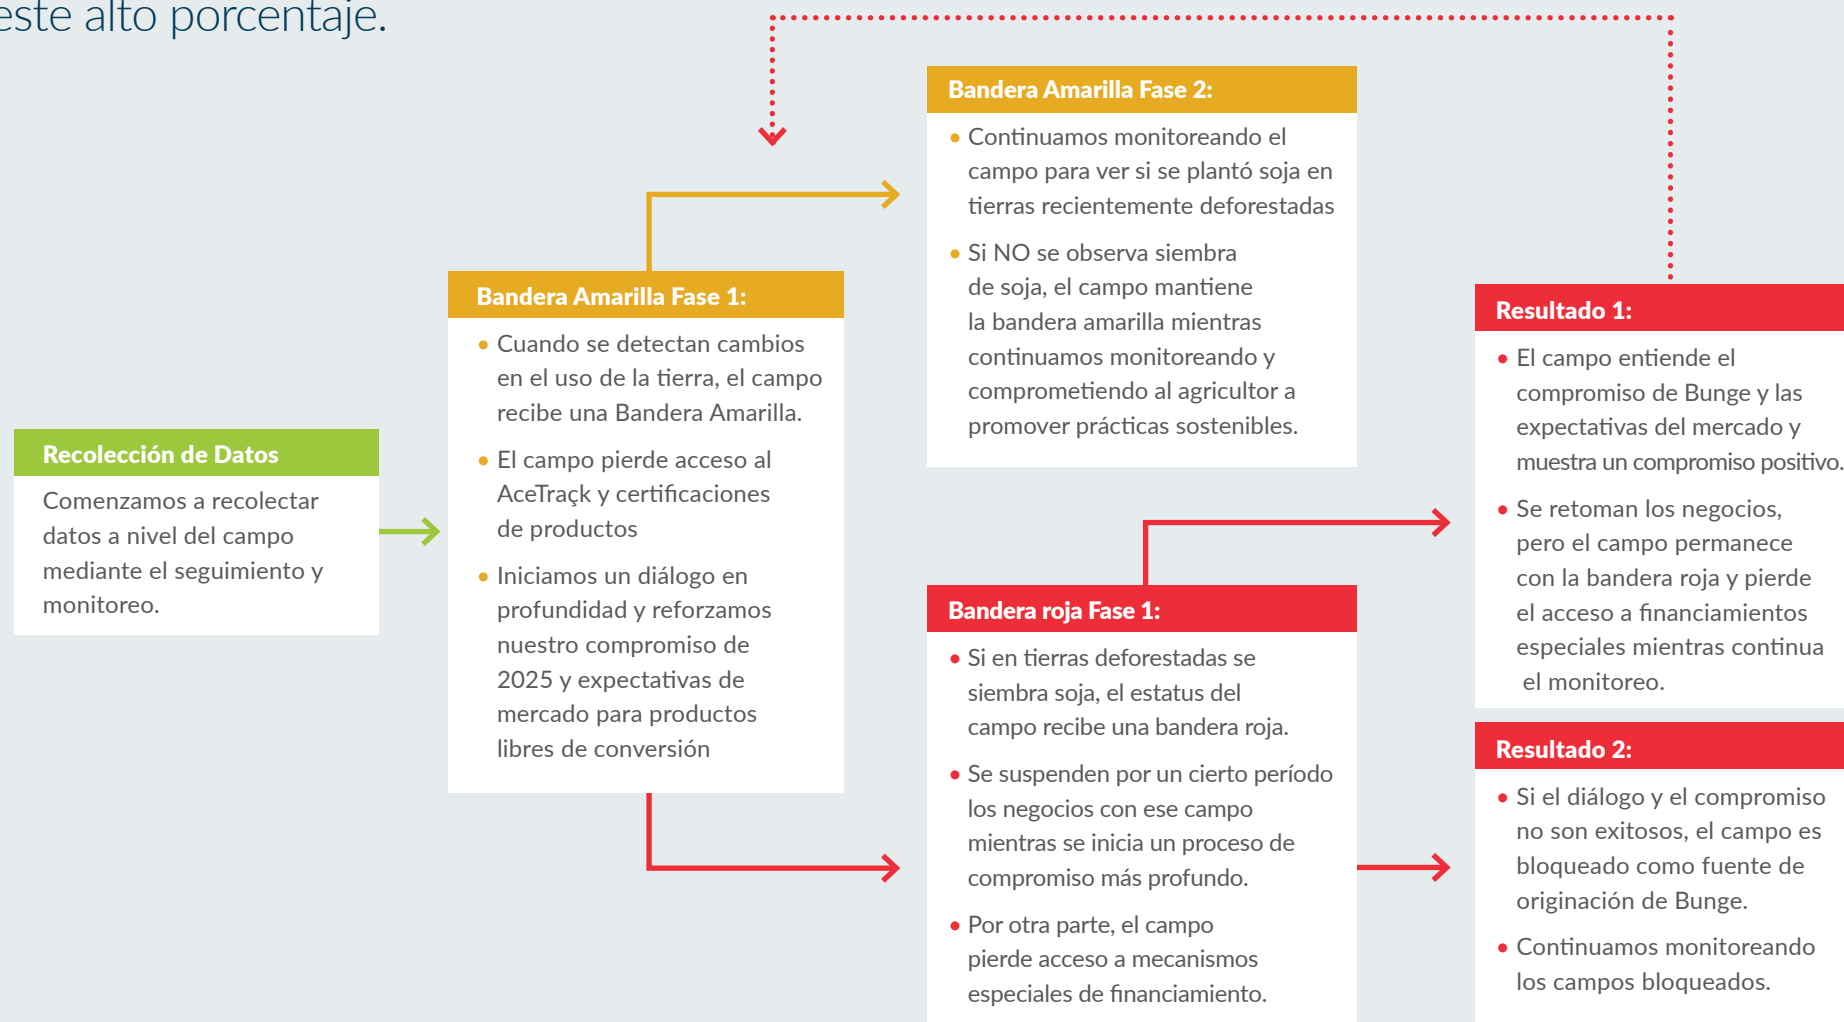 este alto porcentaje.
Recolección de Datos
Comenzamos a recolectar
datos a nivel del campo
mediante el seguimiento y
monitoreo.
Bandera Amarilla Fase 1:
• Cuando se detectan cambios
en el uso de la tierra, el campo
recibe una Bandera Amarilla.
• El campo pierde acceso al
AceTraçk y certificaciones
de productos
• Iniciamos un diálogo en
profundidad y reforzamos
nuestro compromiso de
2025 y expectativas de
mercado para productos
libres de conversión
Bandera Amarilla Fase 2:
• Continuamos monitoreando el
campo para ver si se plantó soja en
tierras recientemente deforestadas
• Si NO se observa siembra
de soja, el campo mantiene
la bandera amarilla mientras
continuamos monitoreando y
comprometiendo al agricultor a
promover prácticas sostenibles.
Bandera roja Fase 1:
• Si en tierras deforestadas se
siembra soja, el estatus del
campo recibe una bandera roja.
• Se suspenden por un cierto período
los negocios con ese campo
mientras se inicia un proceso de
compromiso más profundo.
• Por otra parte, el campo
pierde acceso a mecanismos
especiales de financiamiento.
Resultado 1:
• El campo entiende el
compromiso de Bunge y las
expectativas del mercado y
muestra un compromiso positivo.
• Se retoman los negocios,
pero el campo permanece
con la bandera roja y pierde
el acceso a financiamientos
especiales mientras continua
el monitoreo.
Resultado 2:
• Si el diálogo y el compromiso
no son exitosos, el campo es
bloqueado como fuente de
originación de Bunge.
• Continuamos monitoreando
los campos bloqueados.